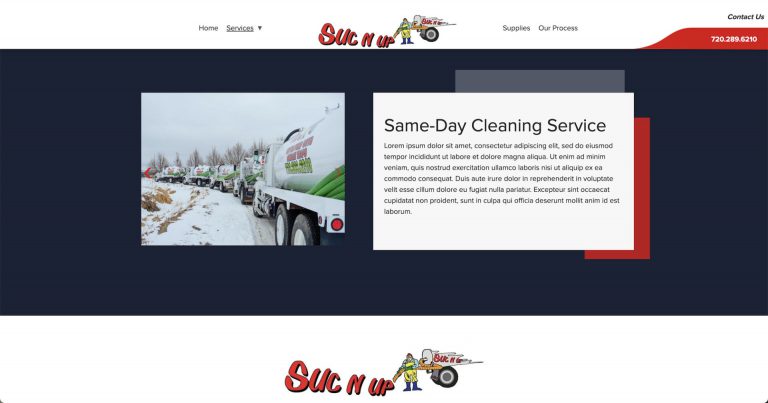 Contact Us
Home Services ▼ SUC N UP SUC N UP Supplies Our Process
720.289.6210
Same-Day Cleaning Service
Lorem ipsum dolor sit amet, consectetur adipiscing elit, sed do eiusmod
tempor incididunt ut labore et dolore magna aliqua. Ut enim ad minim
veniam, quis nostrud exercitation ullamco laboris nisi ut aliquip ex ea
commodo consequat. Duis aute irure dolor in reprehenderit in voluptate
velit esse cillum dolore eu fugiat nulla pariatur. Excepteur sint occaecat
cupidatat non proident, sunt in culpa qui officia deserunt mollit anim id est
laborum.
SUC N UP
SUC N UP